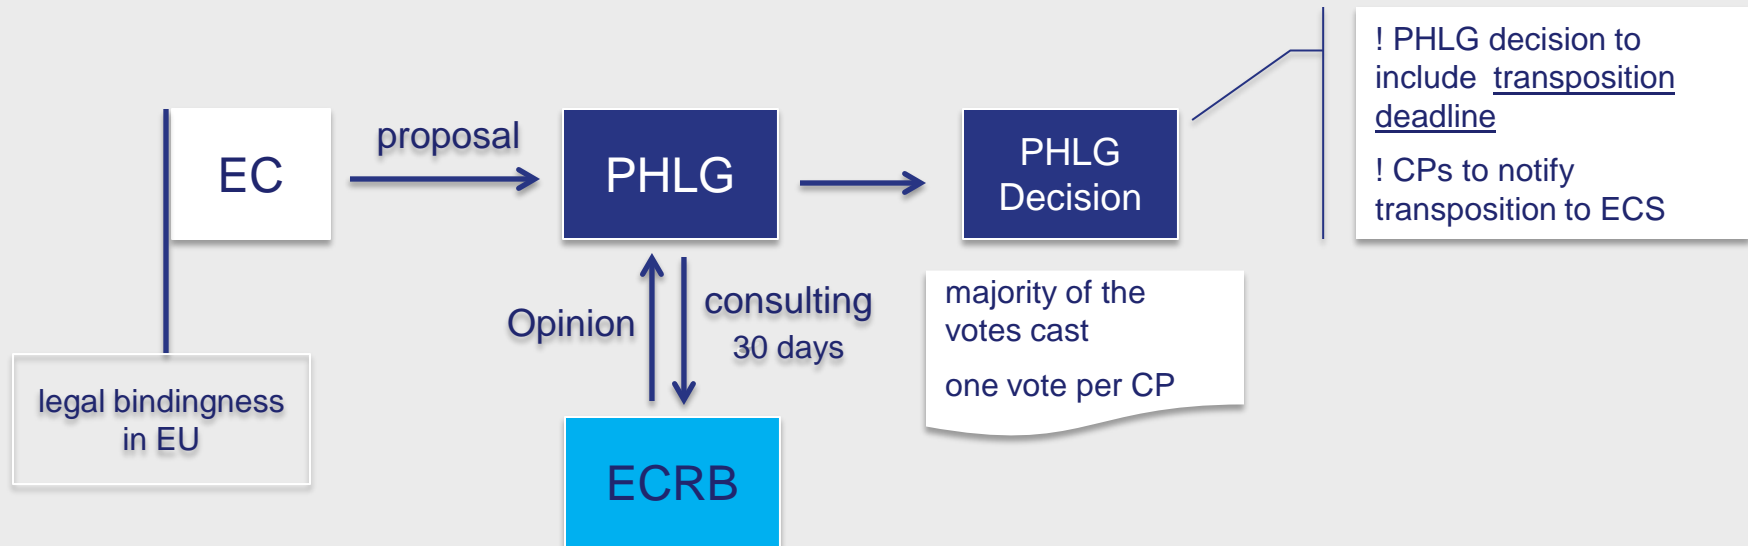 EC
legal bindingness
in EU
proposal
PHLG
Opinion
consulting
30 days
ECRB
PHLG
Decision
majority of the
votes cast
one vote per CP
! PHLG decision to
include transposition
deadline
! CPs to notify
transposition to ECS